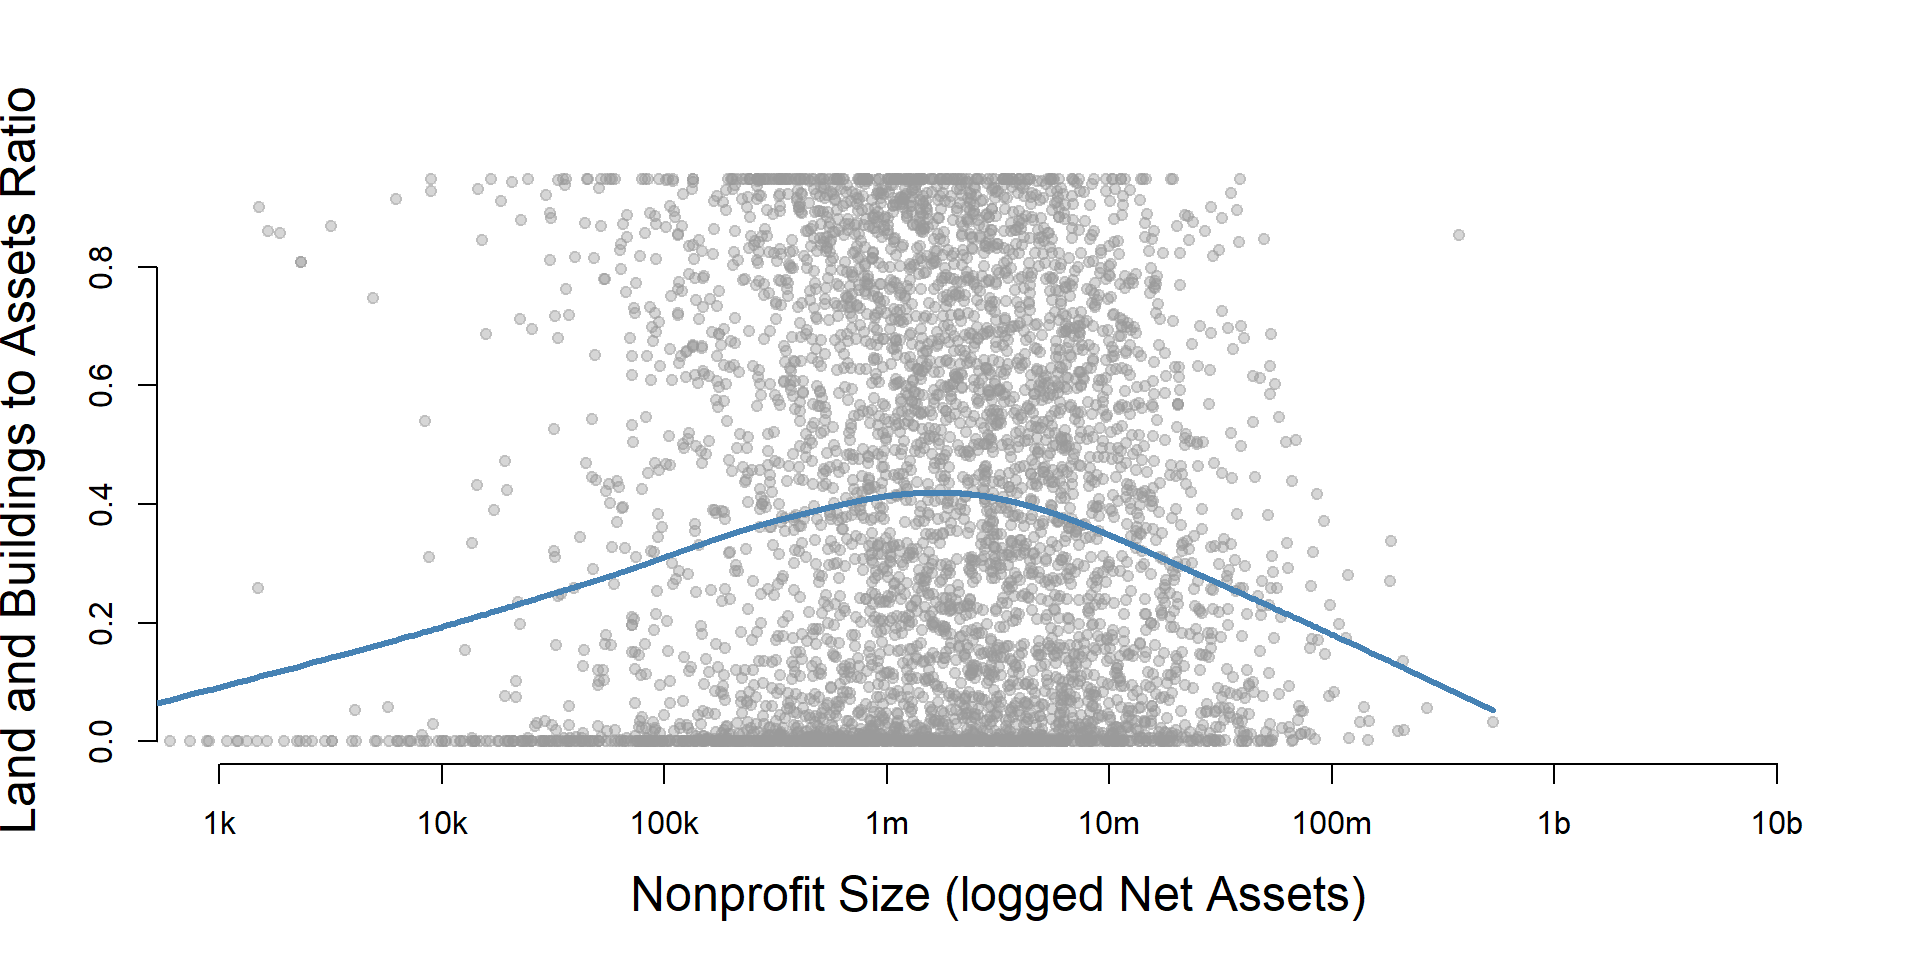 Land and Buildings to Assets Ratio
0.8
0.6
0.4
0.2
0.0
1k 10k 100k 1m 10m 100m 1b 10b
Nonprofit Size (logged Net Assets)